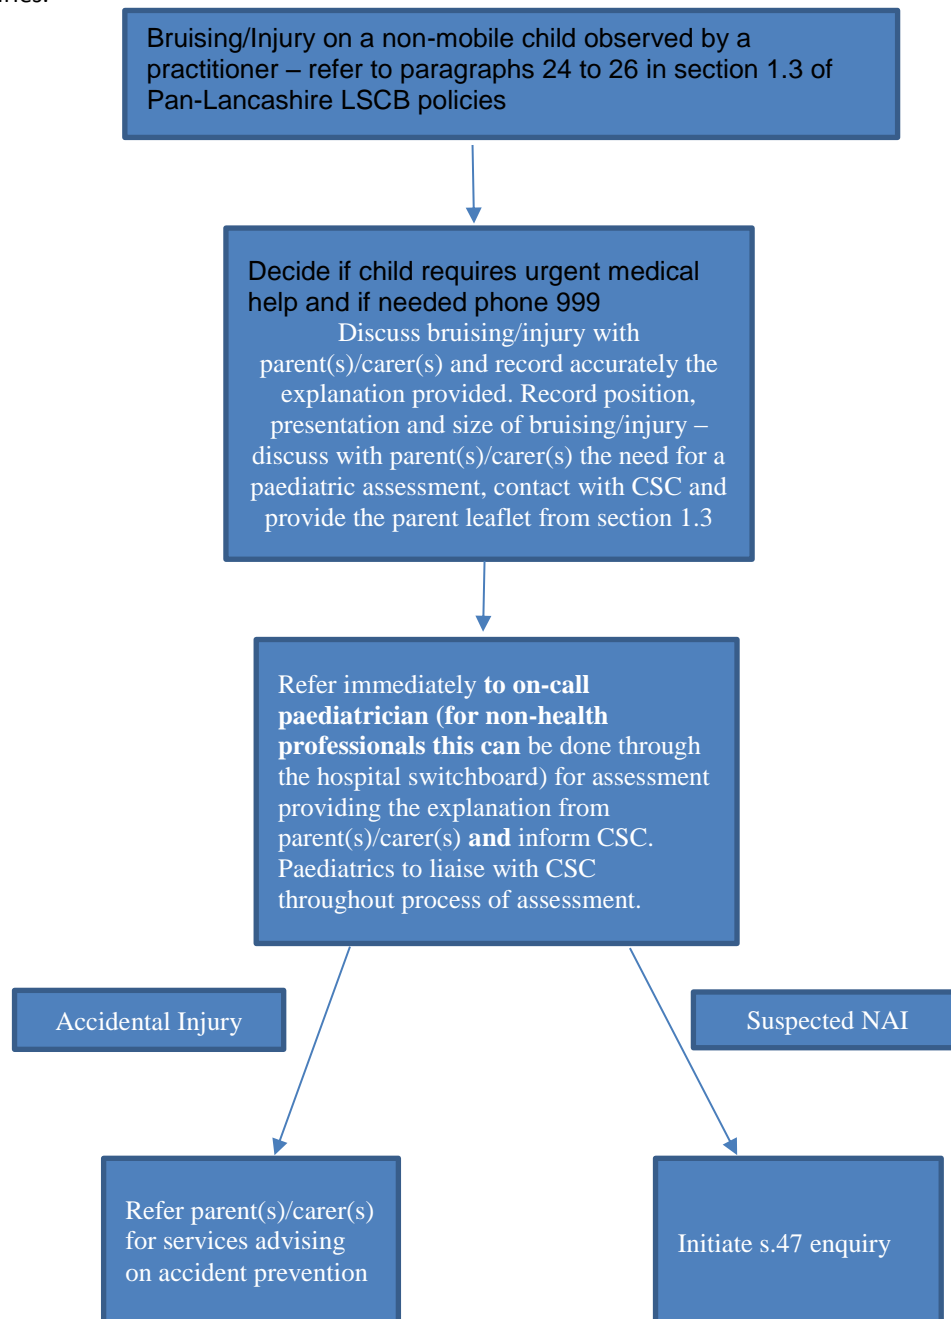 Bruising/Injury on a non-mobile child observed by a
practitioner – refer to paragraphs 24 to 26 in section 1.3 of
Pan-Lancashire LSCB policies
Decide if child requires urgent medical
help and if needed phone 999
Discuss bruising/injury with
parent(s)/carer(s) and record accurately the
explanation provided. Record position,
presentation and size of bruising/injury –
discuss with parent(s)/carer(s) the need for a
paediatric assessment, contact with CSC and
provide the parent leaflet from section 1.3
Refer immediately to on-call
paediatrician (for non-health
professionals this can be done through
the hospital switchboard) for assessment
providing the explanation from
parent(s)/carer(s) and inform CSC.
Paediatrics to liaise with CSC
throughout process of assessment.
Accidental Injury
Suspected NAI
Refer parent(s)/carer(s)
for services advising
on accident prevention
Initiate s.47 enquiry